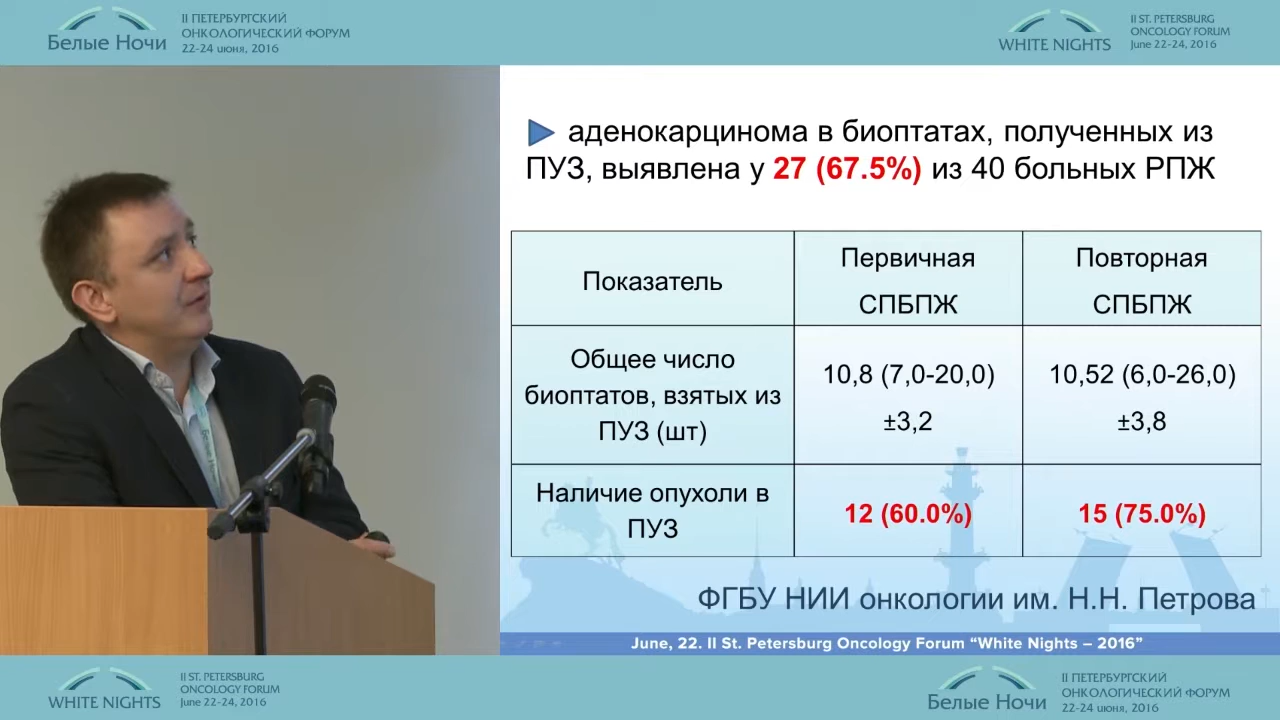 Белые Ночи
II ПЕТЕРБУРГСКИЙ
ОНКОЛОГИЧЕСКИЙ ФОРУМ
22-24 июня, 2016
WHITE NIGHTS
II ST. PETERSBURG
ONCOLOGY FORUM
June 22-24, 2016
аденокарцинома в биоптатах, полученных из
ПУЗ, выявлена у 27 (67.5%) из 40 больных РПЖ
Показатель
Первичная
СПБПЖ
Повторная
СПБПЖ
Общее число
биоптатов, взятых из
ПУЗ (шт)
10,8 (7,0-20,0)
±3,2
10,52 (6,0-26,0)
±3,8
Наличие опухоли в
ПУЗ
12 (60.0%)
15 (75.0%)
ФГБУ НИИ онкологии им. Н.Н. Петрова
June, 22. II St. Petersburg Oncology Forum “White Nights – 2016”
WHITE NIGHTS
II ST. PETERSBURG
ONCOLOGY FORUM
June 22-24, 2016
Белые Ночи
II ПЕТЕРБУРГСКИЙ
ОНКОЛОГИЧЕСКИЙ ФОРУМ
22-24 июня, 2016